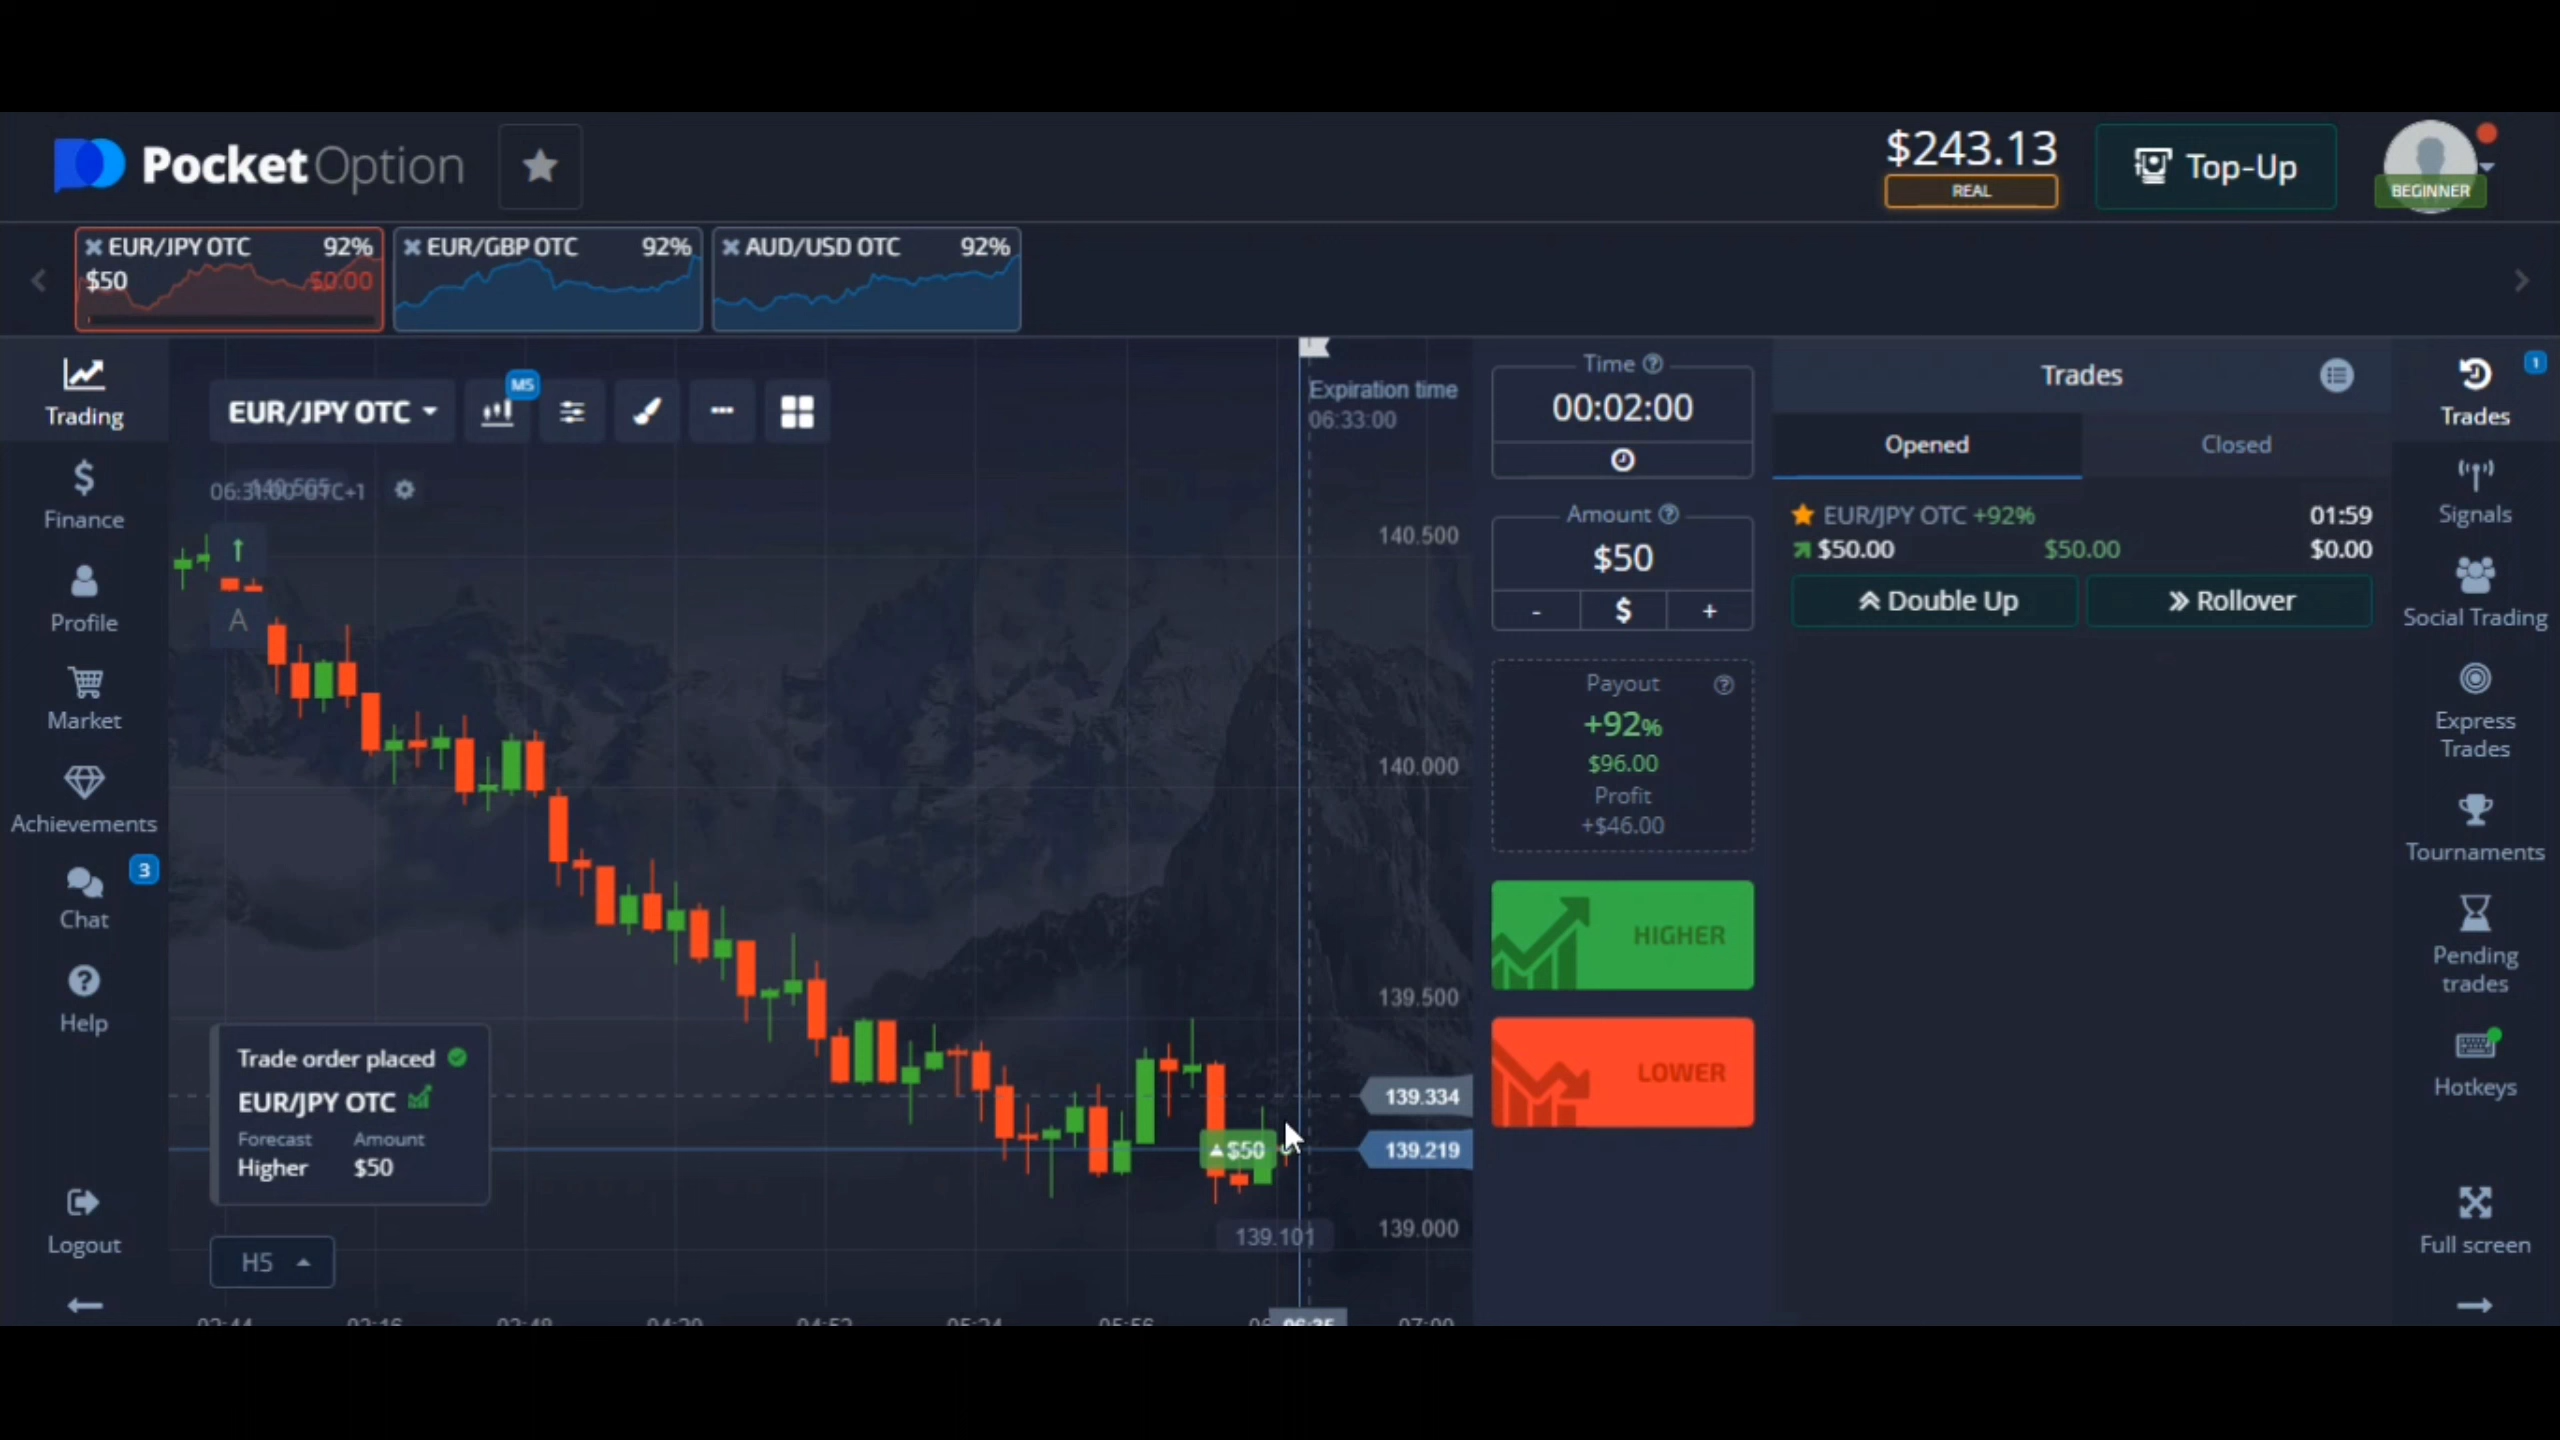 PocketOption
$243.13
REAL
Top-Up
BEGINNER
EUR/JPY OTC 92%
$50 $0.00
EUR/GBP OTC 92%
AUD/USD OTC 92%
Trading
Finance
Profile
Market
Achievements
3
Chat
Help
Logout
EUR/JPY OTC
M5
UTC+1
A
Expiration time
06:33:00
140.500
140.000
139.500
139.334
139.219
139.000
139.101
$50
Trade order placed
EUR/JPY OTC
Forecast Amount
Higher $50
H5
Time
00:02:00
Amount
$50
- $ +
Payout
+92%
$96.00
Profit
+$46.00
HIGHER
LOWER
Trades
Opened Closed
EUR/JPY OTC +92% 01:59
$50.00 $50.00 $0.00
Double Up Rollover
1
Trades
Signals
Social Trading
Express
Trades
Tournaments
Pending
trades
Hotkeys
Full screen